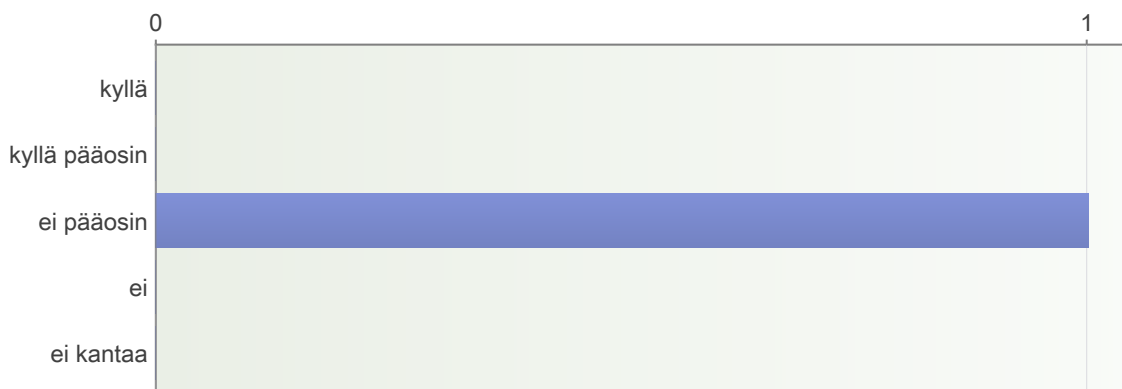 0 1
kyllä
kyllä pääosin
ei pääosin
ei
ei kantaa